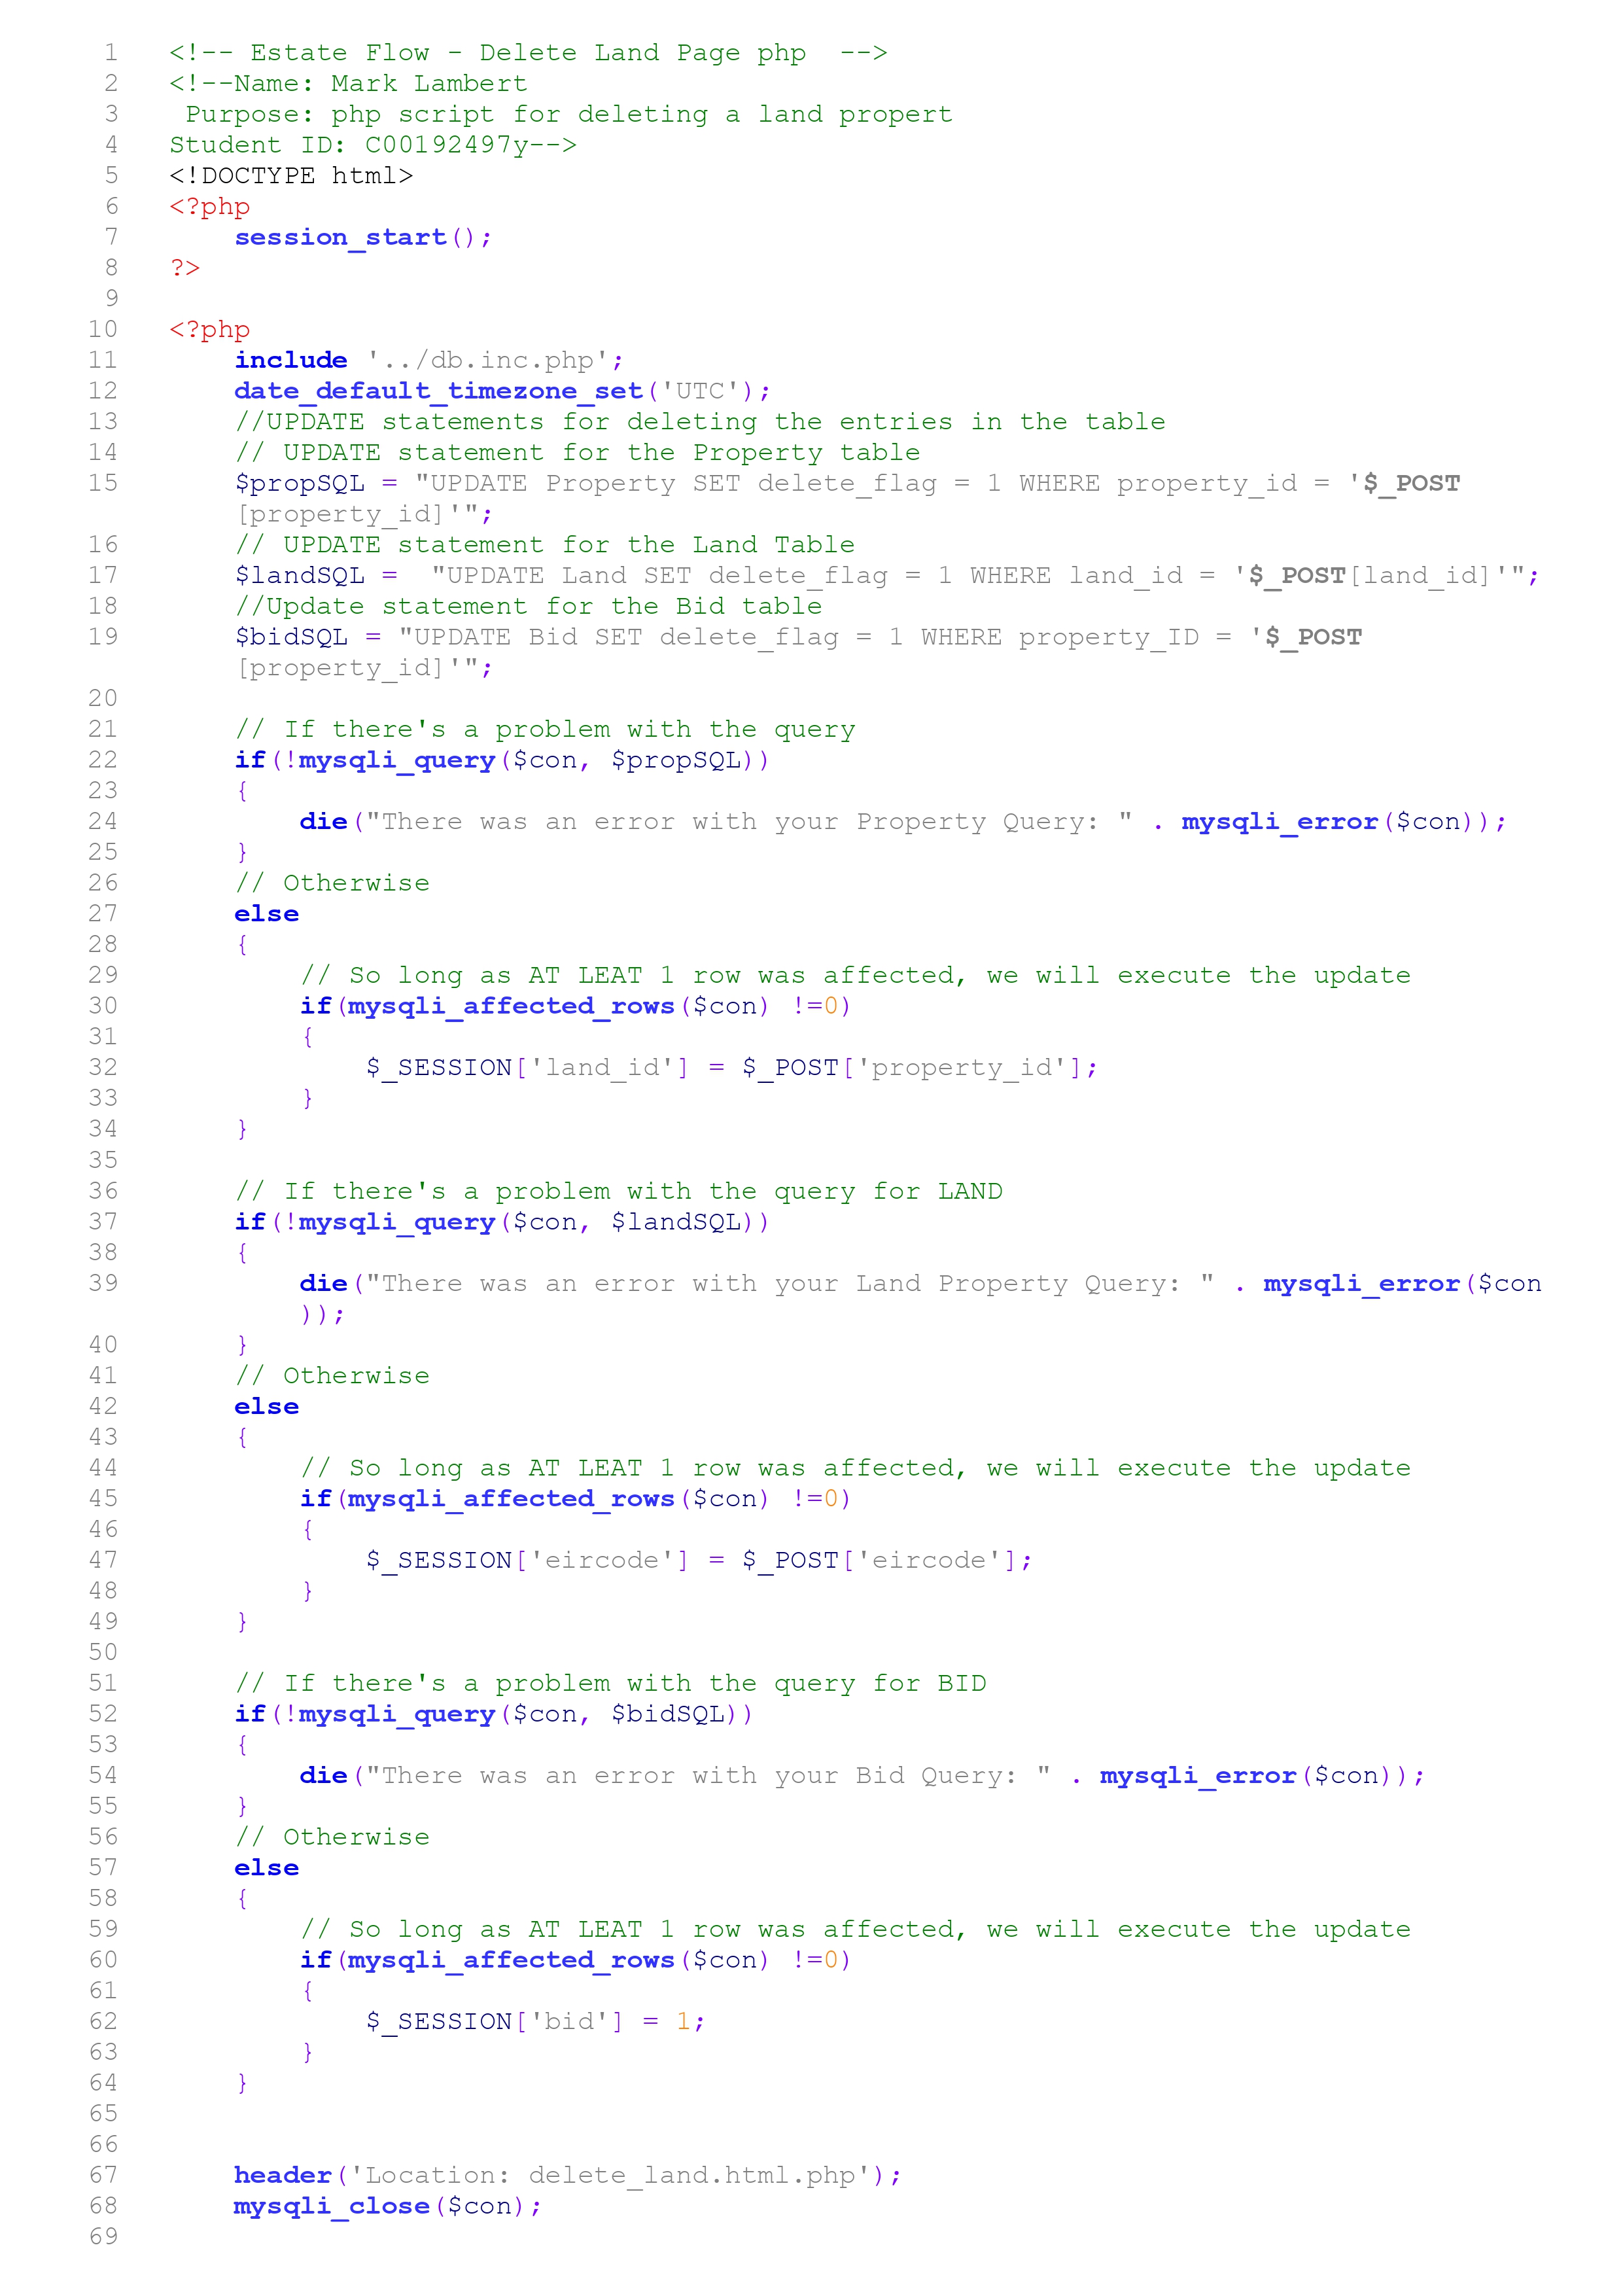 1 <!-- Estate Flow - Delete Land Page php  -->
2 <!--Name: Mark Lambert
3  Purpose: php script for deleting a land propert
4 Student ID: C00192497y-->
5 <!DOCTYPE html>
6 <?php
7     session_start();
8 ?>
9
10 <?php
11     include '../db.inc.php';
12     date_default_timezone_set('UTC');
13     //UPDATE statements for deleting the entries in the table
14     // UPDATE statement for the Property table
15     $propSQL = "UPDATE Property SET delete_flag = 1 WHERE property_id = '$_POST
    [property_id]'";
16     // UPDATE statement for the Land Table
17     $landSQL =  "UPDATE Land SET delete_flag = 1 WHERE land_id = '$_POST[land_id]'";
18     //Update statement for the Bid table
19     $bidSQL = "UPDATE Bid SET delete_flag = 1 WHERE property_ID = '$_POST
    [property_id]'";
20
21     // If there's a problem with the query
22     if(!mysqli_query($con, $propSQL))
23     {
24         die("There was an error with your Property Query: " . mysqli_error($con));
25     }
26     // Otherwise
27     else
28     {
29         // So long as AT LEAT 1 row was affected, we will execute the update
30         if(mysqli_affected_rows($con) !=0)
31         {
32             $_SESSION['land_id'] = $_POST['property_id'];
33         }
34     }
35
36     // If there's a problem with the query for LAND
37     if(!mysqli_query($con, $landSQL))
38     {
39         die("There was an error with your Land Property Query: " . mysqli_error($con
        ));
40     }
41     // Otherwise
42     else
43     {
44         // So long as AT LEAT 1 row was affected, we will execute the update
45         if(mysqli_affected_rows($con) !=0)
46         {
47             $_SESSION['eircode'] = $_POST['eircode'];
48         }
49     }
50
51     // If there's a problem with the query for BID
52     if(!mysqli_query($con, $bidSQL))
53     {
54         die("There was an error with your Bid Query: " . mysqli_error($con));
55     }
56     // Otherwise
57     else
58     {
59         // So long as AT LEAT 1 row was affected, we will execute the update
60         if(mysqli_affected_rows($con) !=0)
61         {
62             $_SESSION['bid'] = 1;
63         }
64     }
65
66
67     header('Location: delete_land.html.php');
68     mysqli_close($con);
69